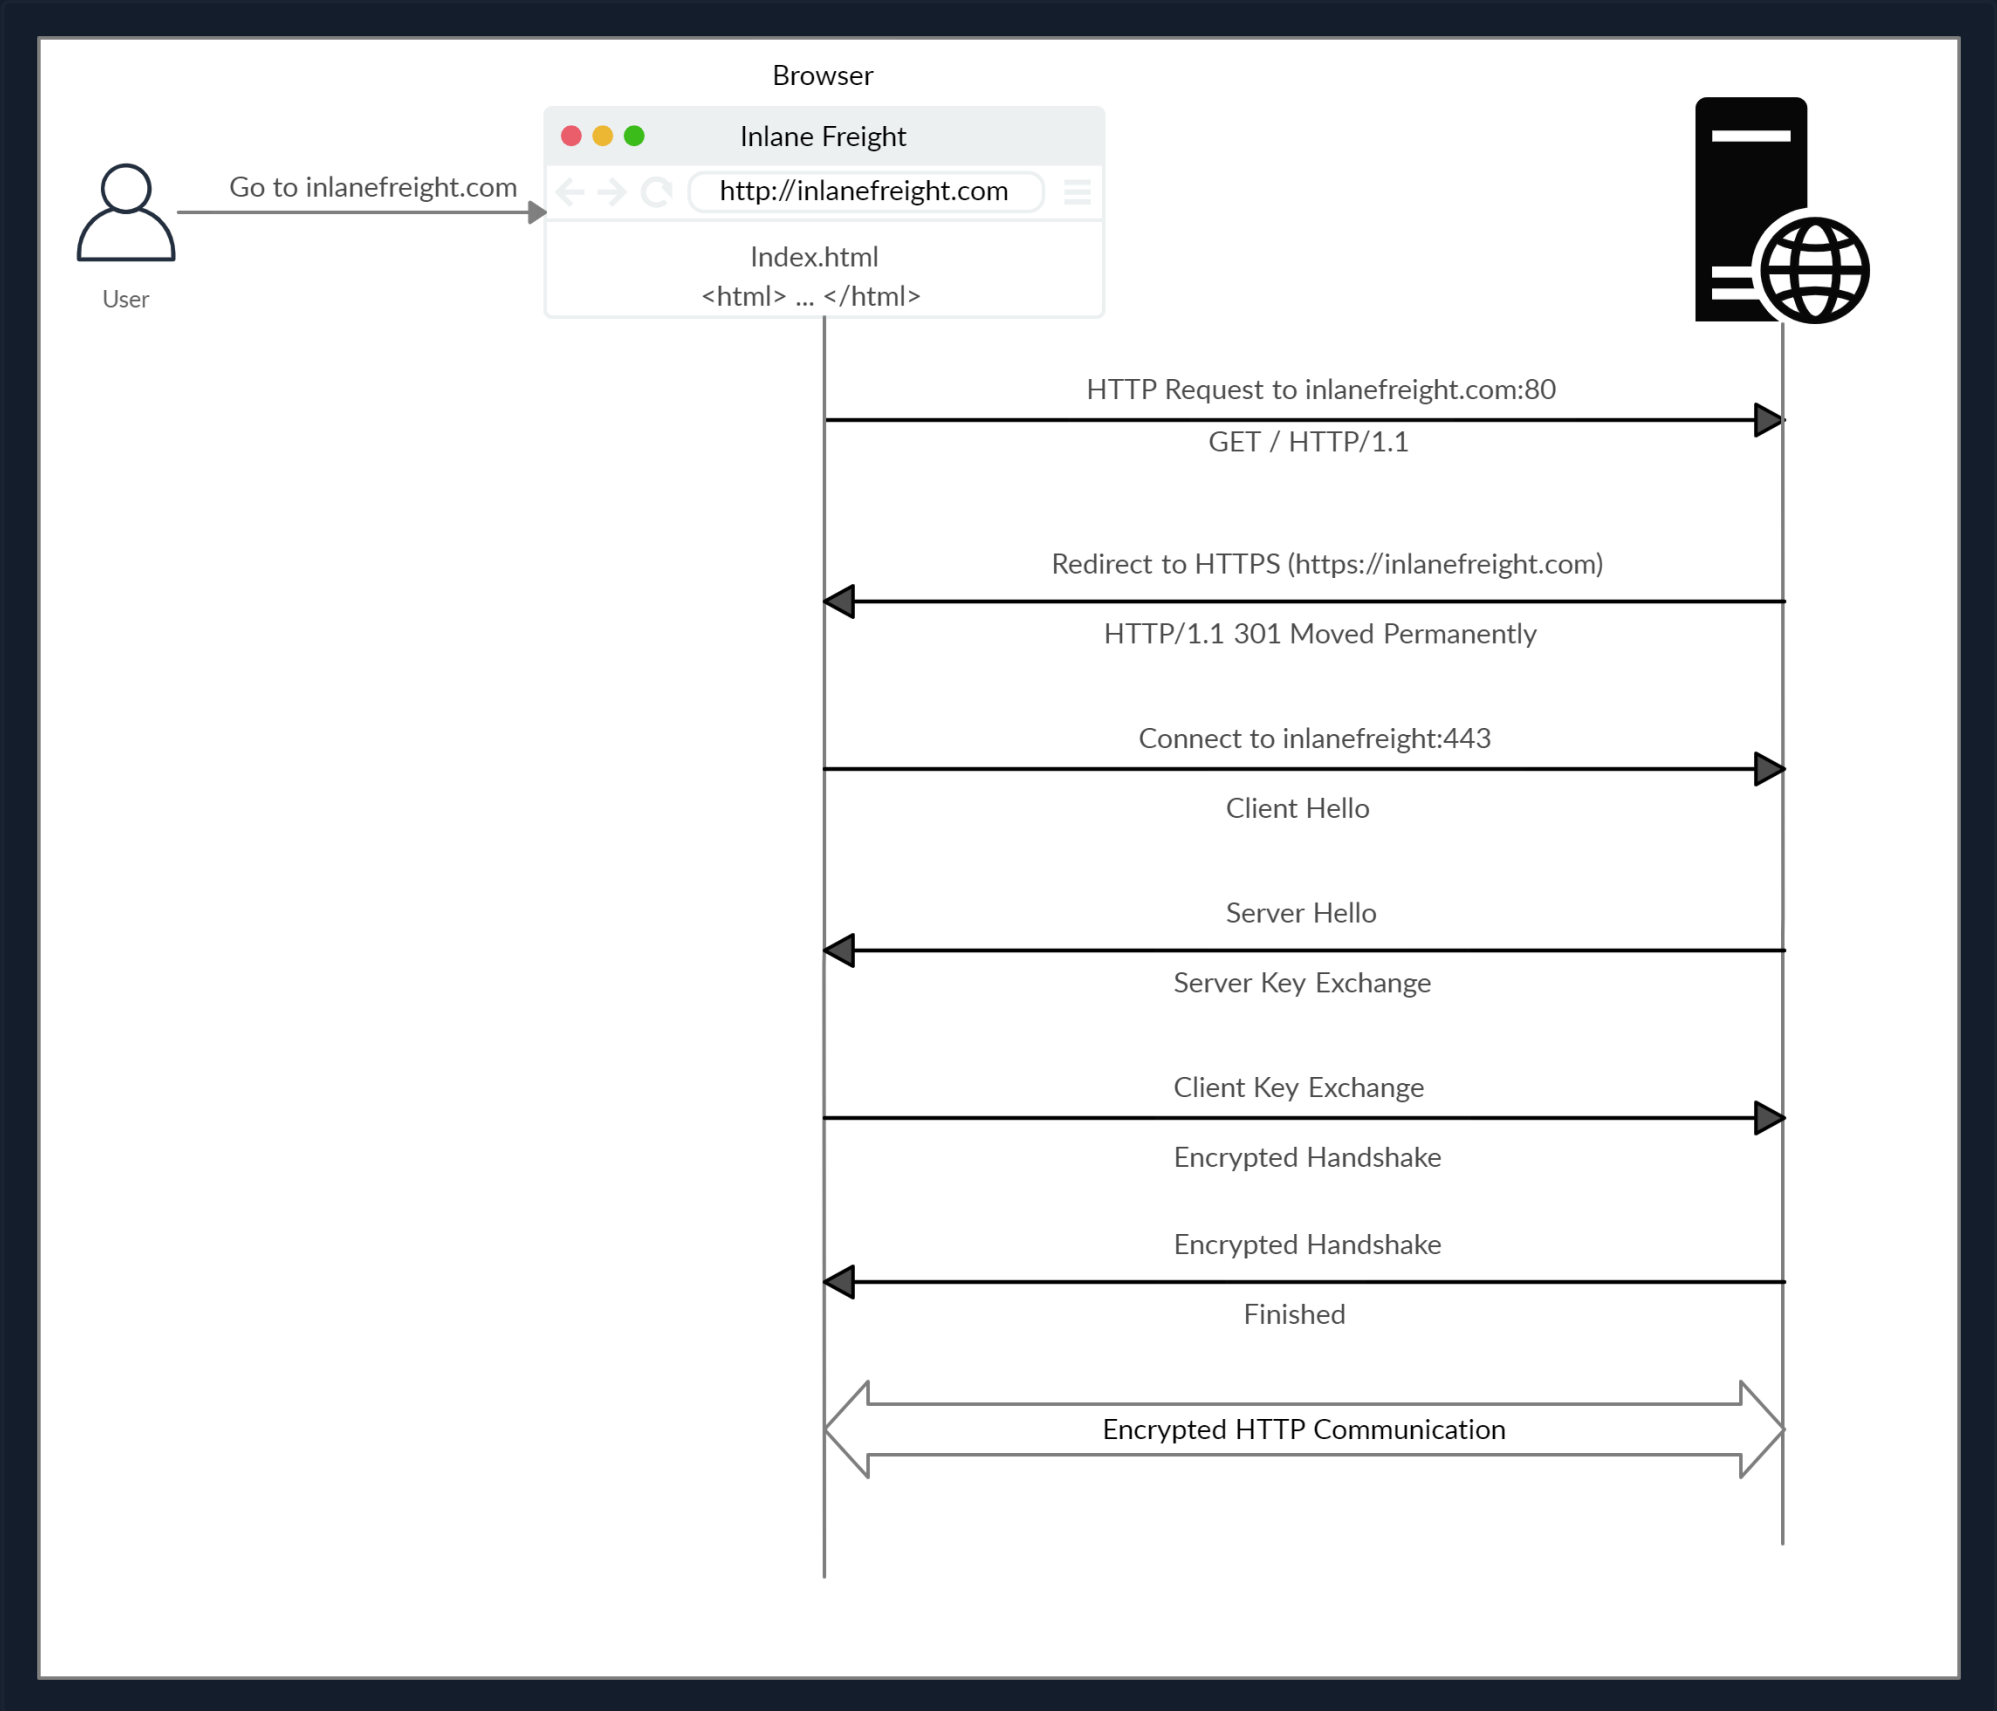 Browser
Inlane Freight
Go to inlanefreight.com
http://inlanefreight.com
Index.html
<html> ... </html>
User
HTTP Request to inlanefreight.com:80
GET / HTTP/1.1
Redirect to HTTPS (https://inlanefreight.com)
HTTP/1.1 301 Moved Permanently
Connect to inlanefreight:443
Client Hello
Server Hello
Server Key Exchange
Client Key Exchange
Encrypted Handshake
Encrypted Handshake
Finished
Encrypted HTTP Communication